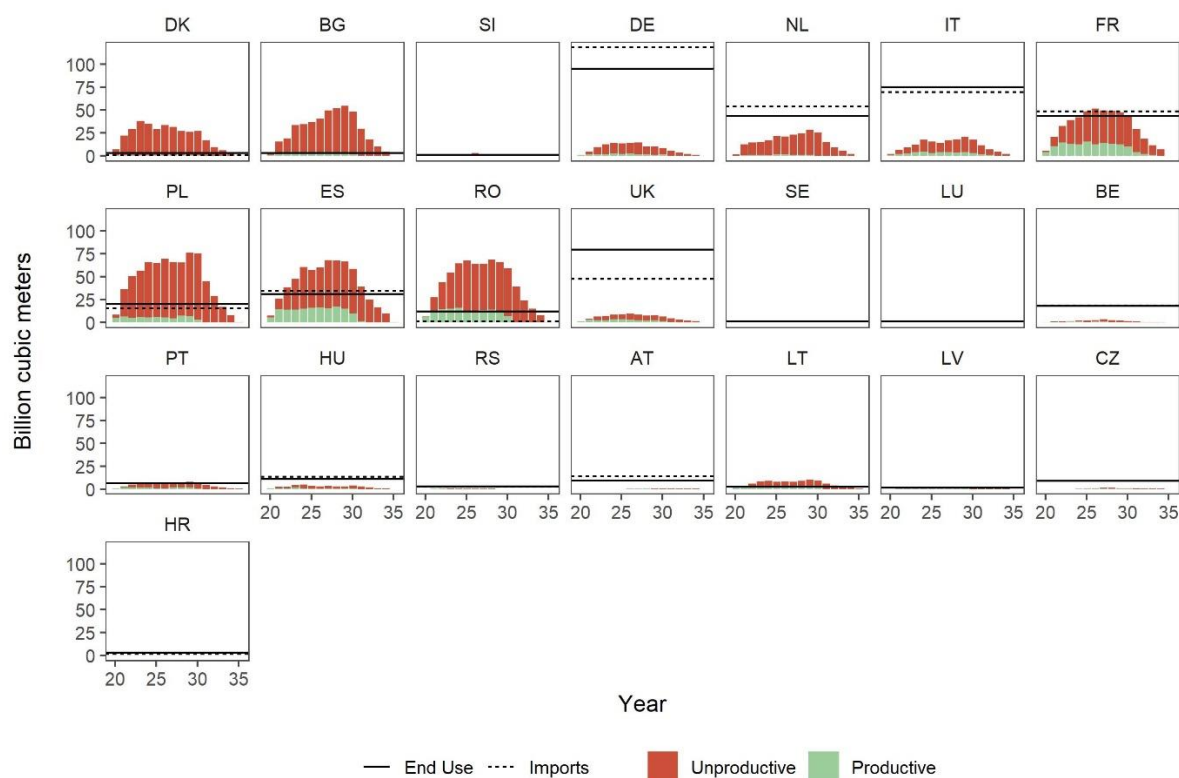 DK BG SI DE NL IT FR
100
75
50
25
0
PL ES RO UK SE LU BE
100
75
50
25
0
PT HU RS AT LT LV CZ
100
75
50
25
0
20 25 30 35 20 25 30 35 20 25 30 35 20 25 30 35 20 25 30 35 20 25 30 35
HR
100
75
50
25
0
20 25 30 35
Billion cubic meters
Year
End Use Imports Unproductive Productive